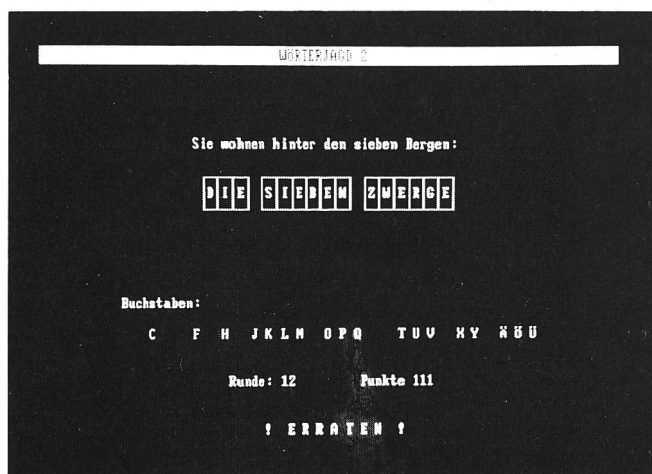 WÖRTERJAGD 2
Sie wohnen hinter den sieben Bergen:
DIE SIEBEN ZWERGE
Buchstaben:
C F H JKLM OPQ TUV XY ÄÖÜ
Runde: 12 Punkte 111
! ERRATEN !